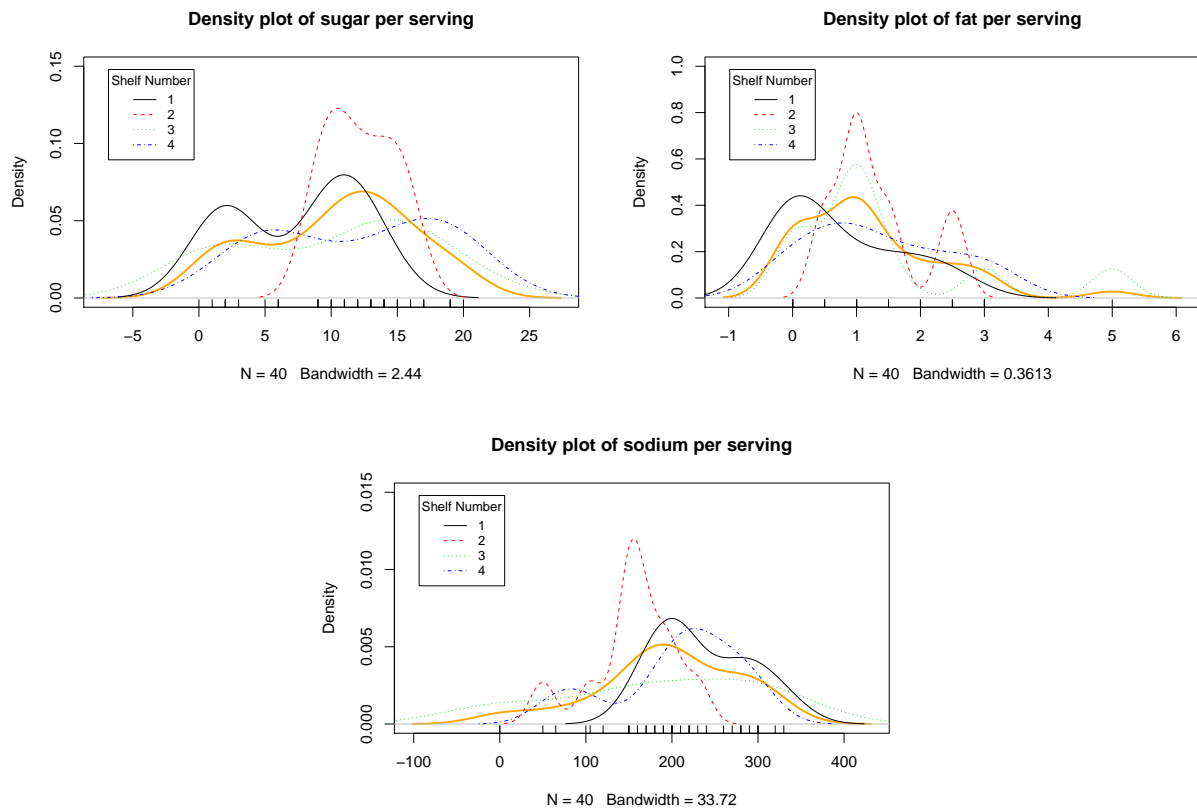 Density plot of sugar per serving
Density
0.00 0.05 0.10 0.15
Shelf Number
1
2
3
4
−5 0 5 10 15 20 25
N = 40 Bandwidth = 2.44
Density plot of fat per serving
Density
0.0 0.2 0.4 0.6 0.8 1.0
Shelf Number
1
2
3
4
−1 0 1 2 3 4 5 6
N = 40 Bandwidth = 0.3613
Density plot of sodium per serving
Density
0.000 0.005 0.010 0.015
Shelf Number
1
2
3
4
−100 0 100 200 300 400
N = 40 Bandwidth = 33.72